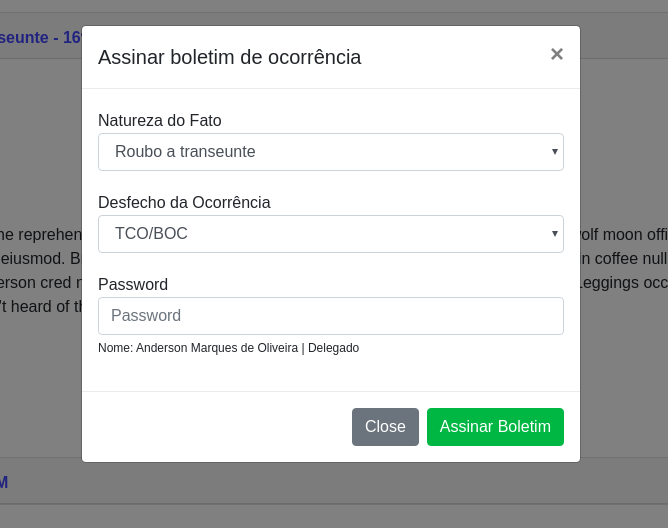 seunte - 16
Assinar boletim de ocorrência
×
Natureza do Fato
Roubo a transeunte
Desfecho da Ocorrência
TCO/BOC
ne reprehen olf moon offi
eiusmod. B n coffee null
erson cred n Leggings occ
't heard of th
Password
Password
Nome: Anderson Marques de Oliveira | Delegado
Close
Assinar Boletim
M